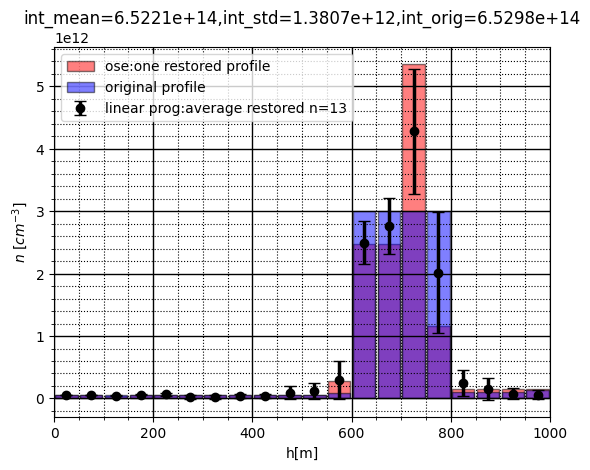 int_mean=6.5221e+14,int_std=1.3807e+12,int_orig=6.5298e+14
1e12
ose:one restored profile
original profile
linear prog:average restored n=13
5
4
3
2
1
0
n [cm⁻³]
0 200 400 600 800 1000
h[m]